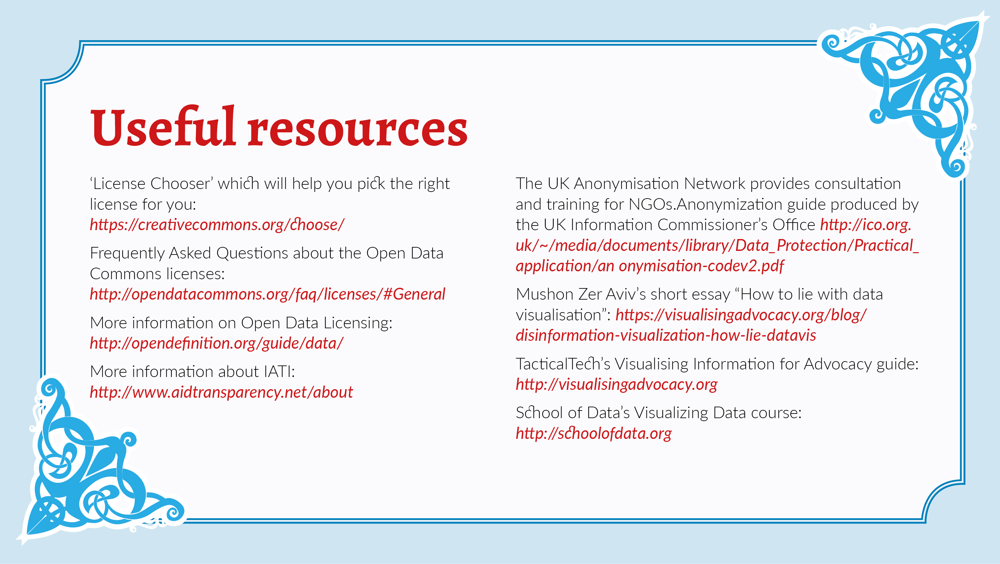 Useful resources
‘License Chooser’ which will help you pick the right
license for you:
https://creativecommons.org/choose/
Frequently Asked Questions about the Open Data
Commons licenses:
http://opendatacommons.org/faq/licenses/#General
More information on Open Data Licensing:
http://opendefinition.org/guide/data/
More information about IATI:
http://www.aidtransparency.net/about
The UK Anonymisation Network provides consultation
and training for NGOs.Anonymization guide produced by
the UK Information Commissioner’s Office http://ico.org.
uk/~/media/documents/library/Data_Protection/Practical_
application/an onymisation-codev2.pdf
Mushon Zer Aviv’s short essay “How to lie with data
visualisation”: https://visualisingadvocacy.org/blog/
disinformation-visualization-how-lie-datavis
TacticalTech’s Visualising Information for Advocacy guide:
http://visualisingadvocacy.org
School of Data’s Visualizing Data course:
http://schoolofdata.org